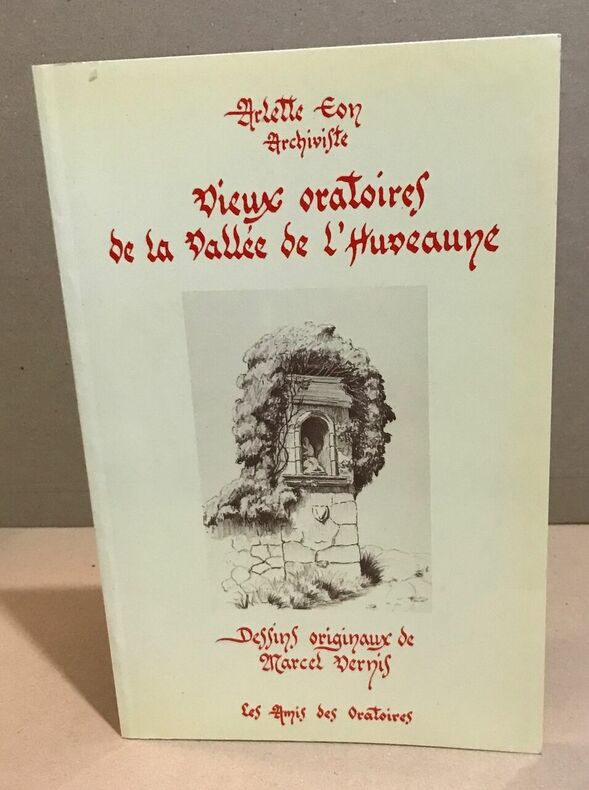 Arlette Eon
Archiviste
Vieux oratoires
de la Vallée de l'Huveaune
Dessins originaux de
Marcel Vernis
Les Amis des Oratoires